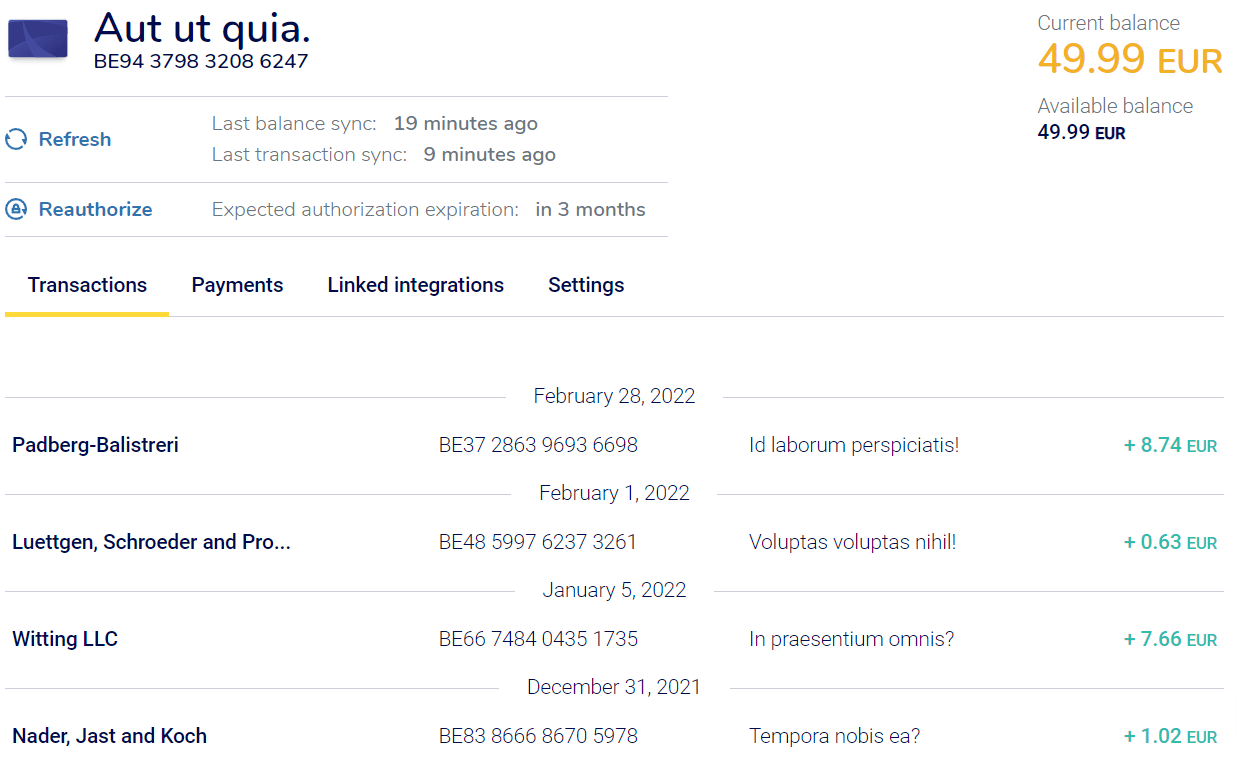 Aut ut quia.
BE94 3798 3208 6247
Current balance
49.99 EUR
Available balance
49.99 EUR
Refresh
Last balance sync: 19 minutes ago
Last transaction sync: 9 minutes ago
Reauthorize
Expected authorization expiration: in 3 months
Transactions Payments Linked integrations Settings
February 28, 2022
Padberg-Balistreri BE37 2863 9693 6698 Id laborum perspiciatis! + 8.74 EUR
February 1, 2022
Luettgen, Schroeder and Pro... BE48 5997 6237 3261 Voluptas voluptas nihil! + 0.63 EUR
January 5, 2022
Witting LLC BE66 7484 0435 1735 In praesentium omnis? + 7.66 EUR
December 31, 2021
Nader, Jast and Koch BE83 8666 8670 5978 Tempora nobis ea? + 1.02 EUR